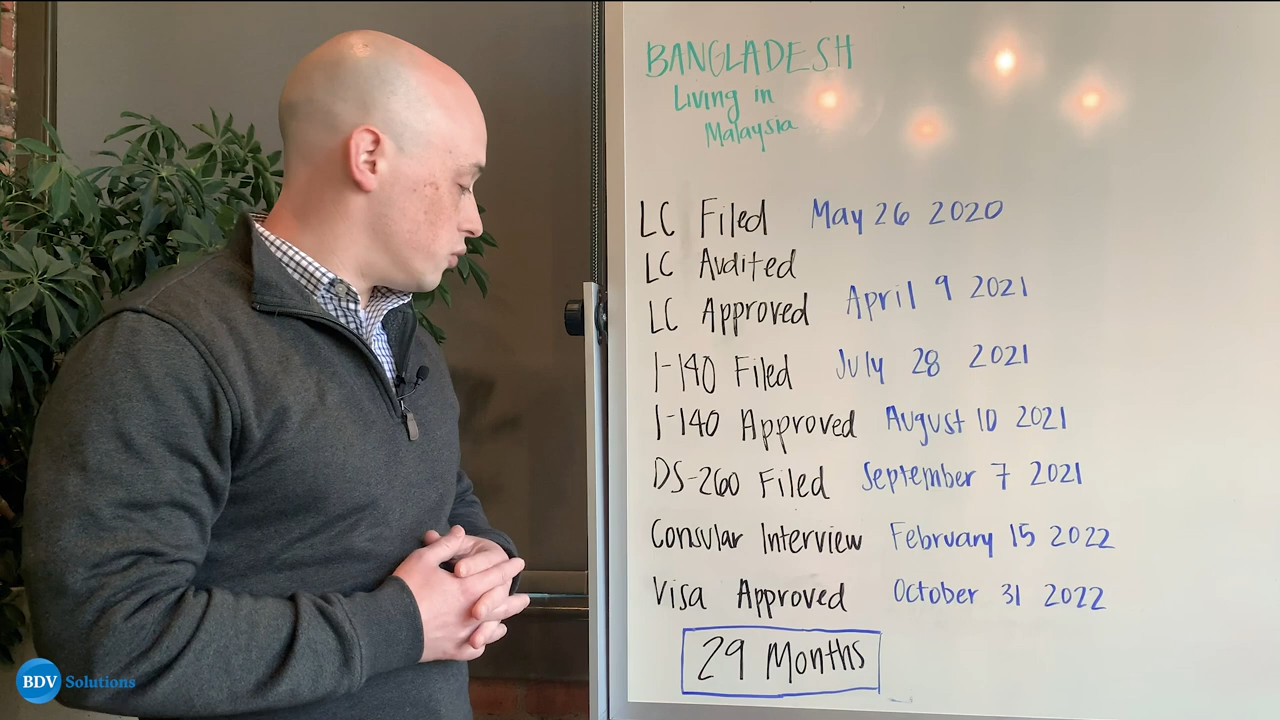 BANGLADESH
Living in
Malaysia
LC Filed May 26 2020
LC Audited
LC Approved April 9 2021
I-140 Filed July 28 2021
I-140 Approved August 10 2021
DS-260 Filed September 7 2021
Consular Interview February 15 2022
Visa Approved October 31 2022
29 Months
BDV Solutions